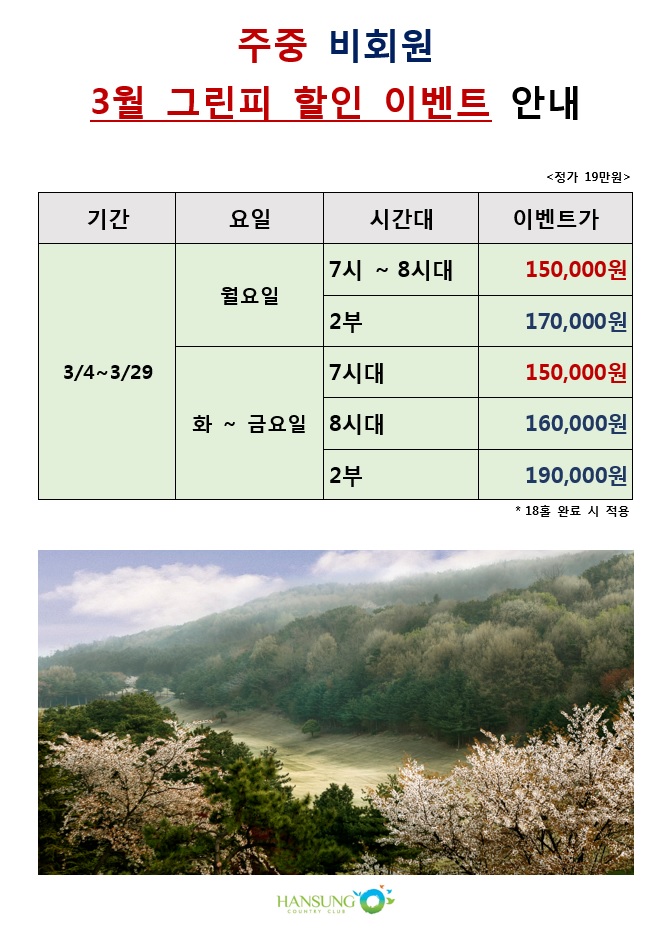 주중 비회원
3월 그린피 할인 이벤트 안내
<정가 19만원>
기간 요일 시간대 이벤트가
3/4~3/29
월요일
7시 ~ 8시대 150,000원
2부 170,000원
화 ~ 금요일
7시대 150,000원
8시대 160,000원
2부 190,000원
* 18홀 완료 시 적용
HANSUNG
COUNTRY CLUB